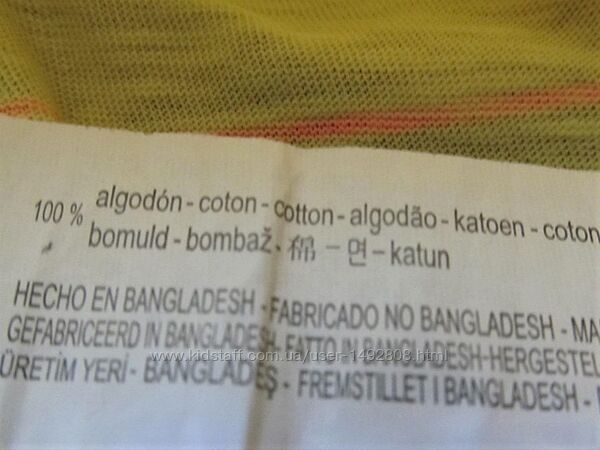 100 % algodón - coton - cotton - algodão - katoen - coton
bomuld - bombaž. 棉 - 면 - katun
HECHO EN BANGLADESH - FABRICADO NO BANGLADESH - MA
GEFABRICEERD IN BANGLADESH - FATTO IN BANGLADESH-HERGESTEL
ÜRETİM YERİ - BANGLADEŞ - FREMSTILLET I BANGLADESH -
www.kidstaff.com.ua/user-1492808.html